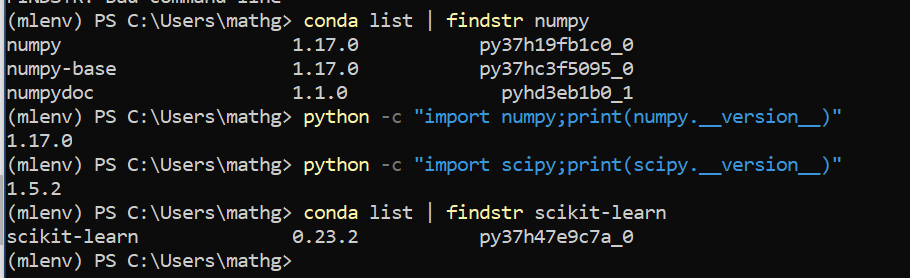 FINDSTR: Bad command line
(mlenv) PS C:\Users\mathg> conda list | findstr numpy
numpy                     1.17.0           py37h19fb1c0_0
numpy-base                1.17.0           py37hc3f5095_0
numpydoc                  1.1.0              pyhd3eb1b0_1
(mlenv) PS C:\Users\mathg> python -c "import numpy;print(numpy.__version__)"
1.17.0
(mlenv) PS C:\Users\mathg> python -c "import scipy;print(scipy.__version__)"
1.5.2
(mlenv) PS C:\Users\mathg> conda list | findstr scikit-learn
scikit-learn              0.23.2           py37h47e9c7a_0
(mlenv) PS C:\Users\mathg>